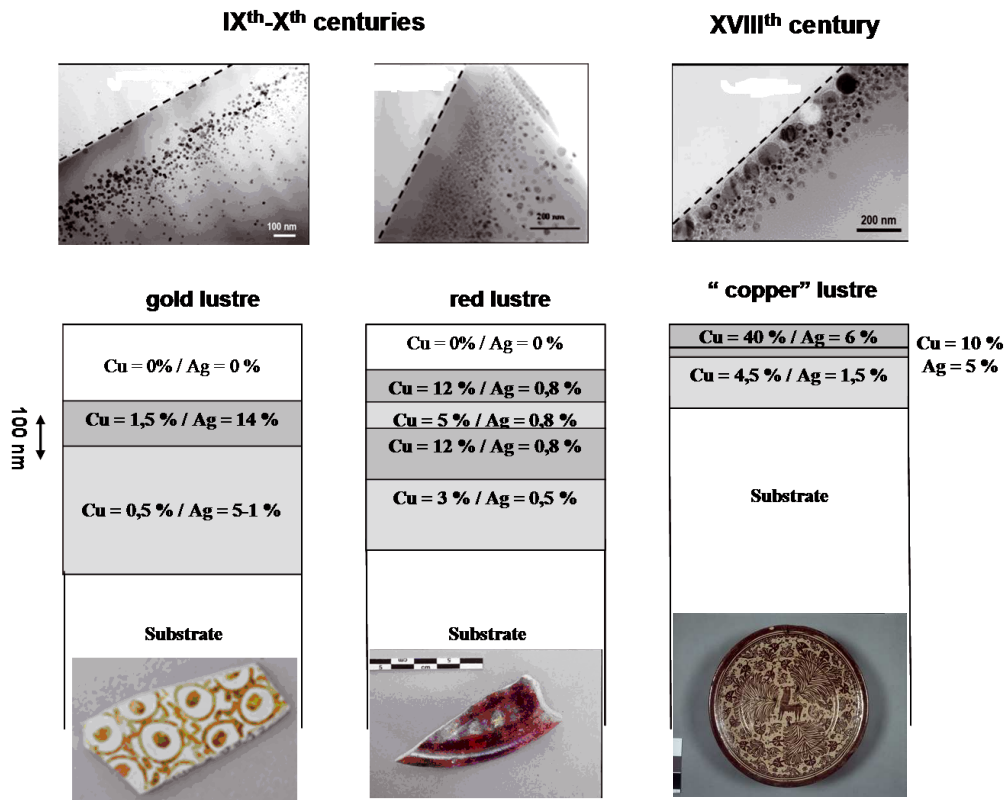 IXth-Xth centuries
XVIIIth century
100 nm
200 nm
200 nm
gold lustre
red lustre
“ copper” lustre
Cu = 0% / Ag = 0 %
Cu = 1,5 % / Ag = 14 %
Cu = 0,5 % / Ag = 5-1 %
Substrate
100 nm
Cu = 0% / Ag = 0 %
Cu = 12 % / Ag = 0,8 %
Cu = 5 % / Ag = 0,8 %
Cu = 12 % / Ag = 0,8 %
Cu = 3 % / Ag = 0,5 %
Substrate
Cu = 40 % / Ag = 6 %
Cu = 10 %
Ag = 5 %
Cu = 4,5 % / Ag = 1,5 %
Substrate
5
cm
5